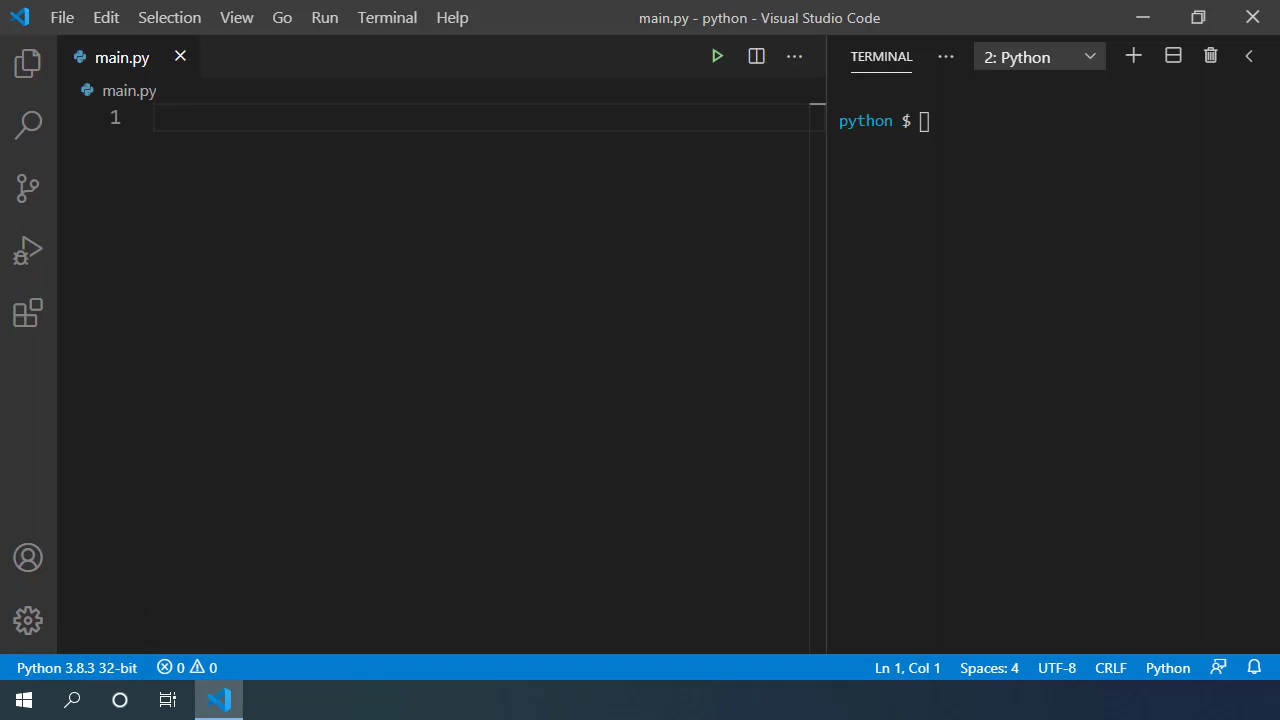 File Edit Selection View Go Run Terminal Help main.py - python - Visual Studio Code
main.py
TERMINAL 2: Python
main.py
1
python $
Python 3.8.3 32-bit 0 0 Ln 1, Col 1 Spaces: 4 UTF-8 CRLF Python